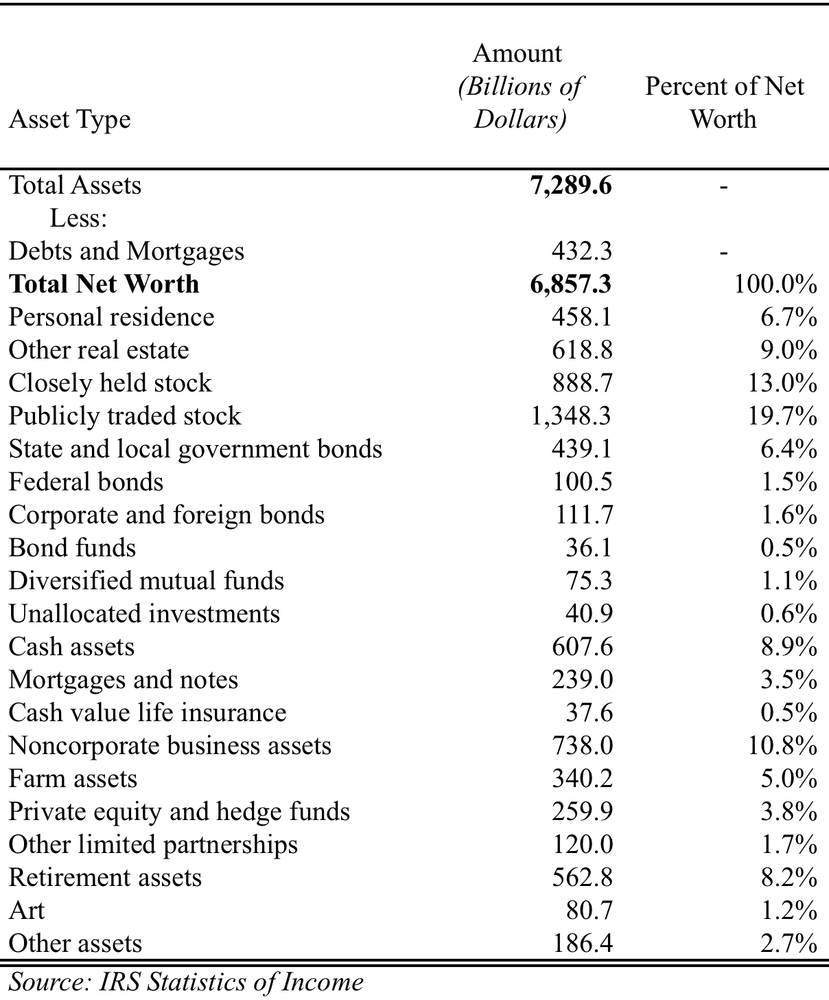 Asset Type Amount (Billions of Dollars) Percent of Net Worth
Total Assets 7,289.6 -
Less:
Debts and Mortgages 432.3 -
Total Net Worth 6,857.3 100.0%
Personal residence 458.1 6.7%
Other real estate 618.8 9.0%
Closely held stock 888.7 13.0%
Publicly traded stock 1,348.3 19.7%
State and local government bonds 439.1 6.4%
Federal bonds 100.5 1.5%
Corporate and foreign bonds 111.7 1.6%
Bond funds 36.1 0.5%
Diversified mutual funds 75.3 1.1%
Unallocated investments 40.9 0.6%
Cash assets 607.6 8.9%
Mortgages and notes 239.0 3.5%
Cash value life insurance 37.6 0.5%
Noncorporate business assets 738.0 10.8%
Farm assets 340.2 5.0%
Private equity and hedge funds 259.9 3.8%
Other limited partnerships 120.0 1.7%
Retirement assets 562.8 8.2%
Art 80.7 1.2%
Other assets 186.4 2.7%
Source: IRS Statistics of Income